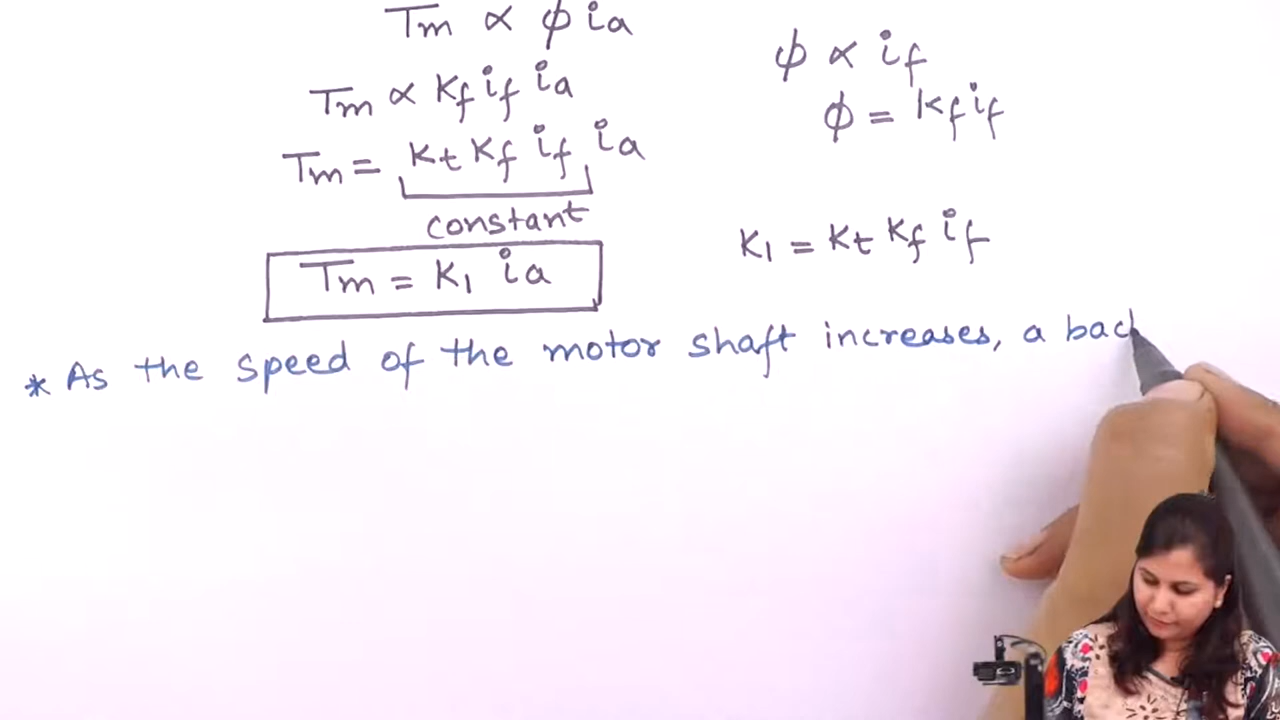 Tm ∝ ϕ ia
ϕ ∝ if
Tm ∝ Kf if ia
ϕ = kf if
Tm = Kt Kf if ia
constant
K1 = Kt Kf if
Tm = K1 ia
* As the speed of the motor shaft increases, a bac